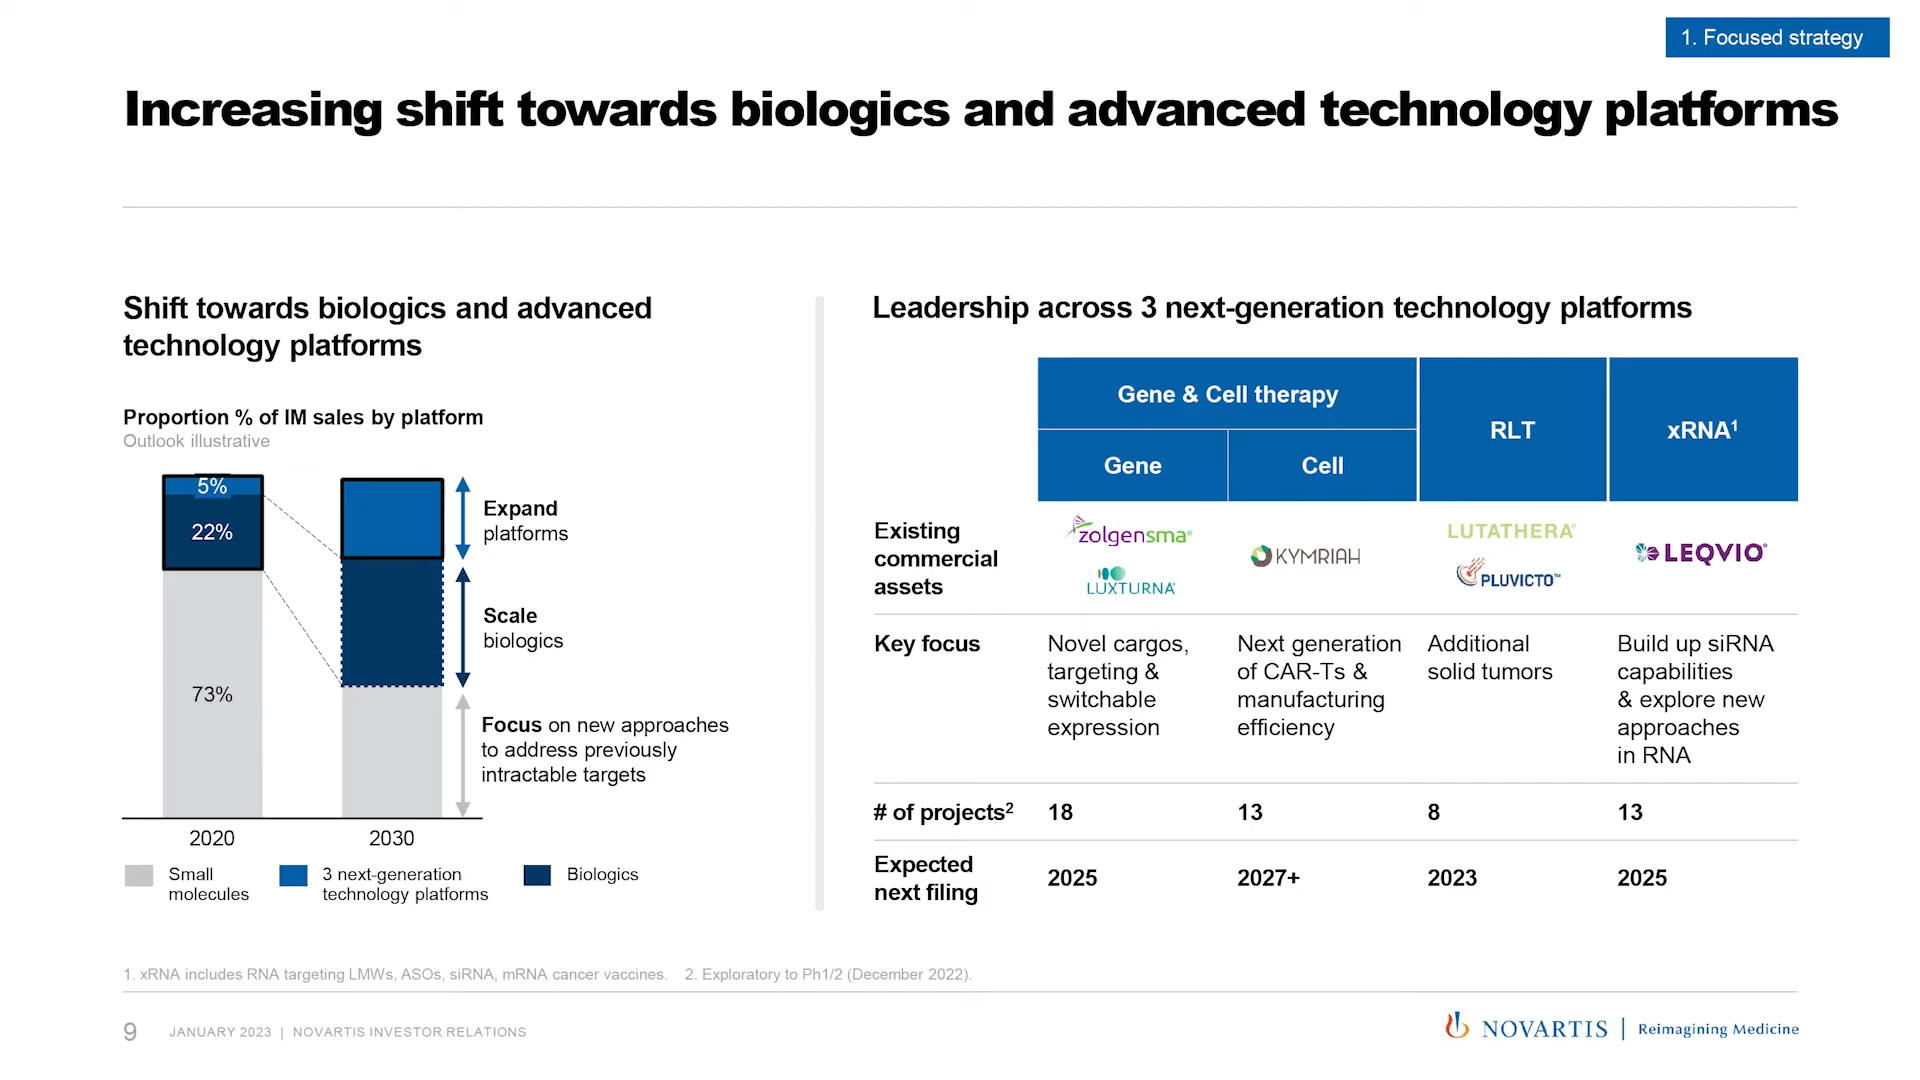 1. Focused strategy
Increasing shift towards biologics and advanced technology platforms
Shift towards biologics and advanced
technology platforms
Proportion % of IM sales by platform
Outlook illustrative
5%
22%
73%
2020
2030
Expand
platforms
Scale
biologics
Focus on new approaches
to address previously
intractable targets
Small
molecules
3 next-generation
technology platforms
Biologics
Leadership across 3 next-generation technology platforms
Gene & Cell therapy
Gene
Cell
RLT
xRNA¹
Existing
commercial
assets
zolgensma®
LUXTURNA®
KYMRIAH
LUTATHERA®
PLUVICTO™
LEQVIO®
Key focus
Novel cargos,
targeting &
switchable
expression
Next generation
of CAR-Ts &
manufacturing
efficiency
Additional
solid tumors
Build up siRNA
capabilities
& explore new
approaches
in RNA
# of projects²
18
13
8
13
Expected
next filing
2025
2027+
2023
2025
1. xRNA includes RNA targeting LMWs, ASOs, siRNA, mRNA cancer vaccines. 2. Exploratory to Ph1/2 (December 2022).
9
JANUARY 2023 | NOVARTIS INVESTOR RELATIONS
NOVARTIS | Reimagining Medicine